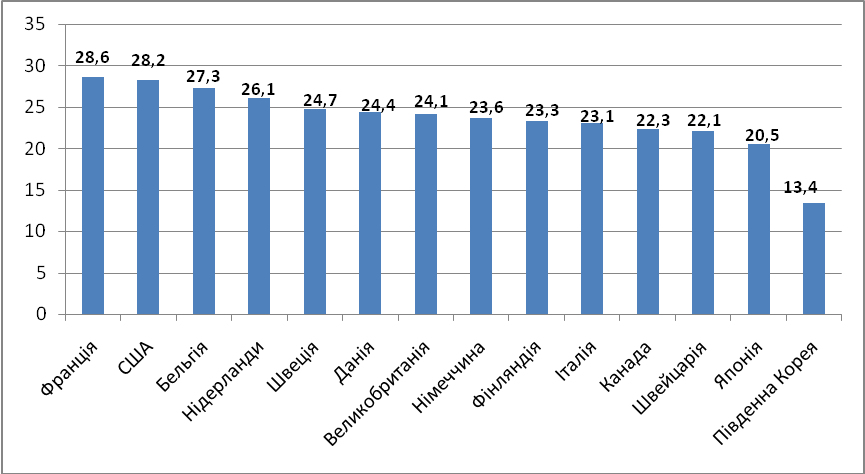 35
30
25
20
15
10
5
0
28,6
28,2
27,3
26,1
24,7
24,4
24,1
23,6
23,3
23,1
22,3
22,1
20,5
13,4
Франція
США
Бельгія
Нідерланди
Швеція
Данія
Великобританія
Німеччина
Фінляндія
Італія
Канада
Швейцарія
Японія
Південна Корея